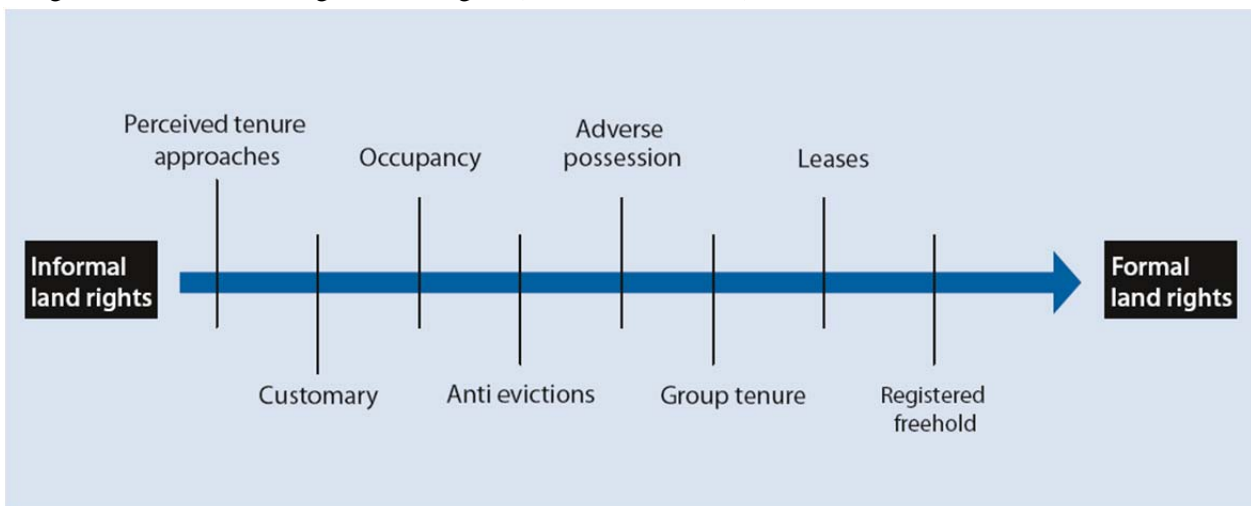 Perceived tenure
approaches
Occupancy
Adverse
possession
Leases
Informal
land rights
Formal
land rights
Customary
Anti evictions
Group tenure
Registered
freehold